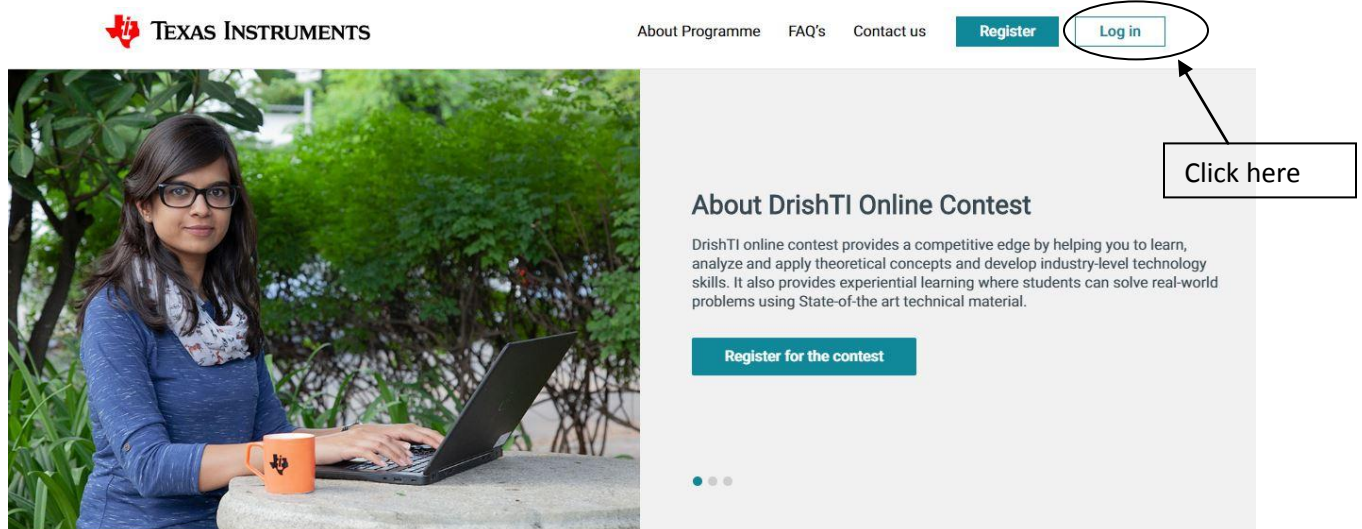 TEXAS INSTRUMENTS
About Programme FAQ's Contact us Register Log in
Click here
About DrishTI Online Contest
DrishTI online contest provides a competitive edge by helping you to learn,
analyze and apply theoretical concepts and develop industry-level technology
skills. It also provides experiential learning where students can solve real-world
problems using State-of-the art technical material.
Register for the contest